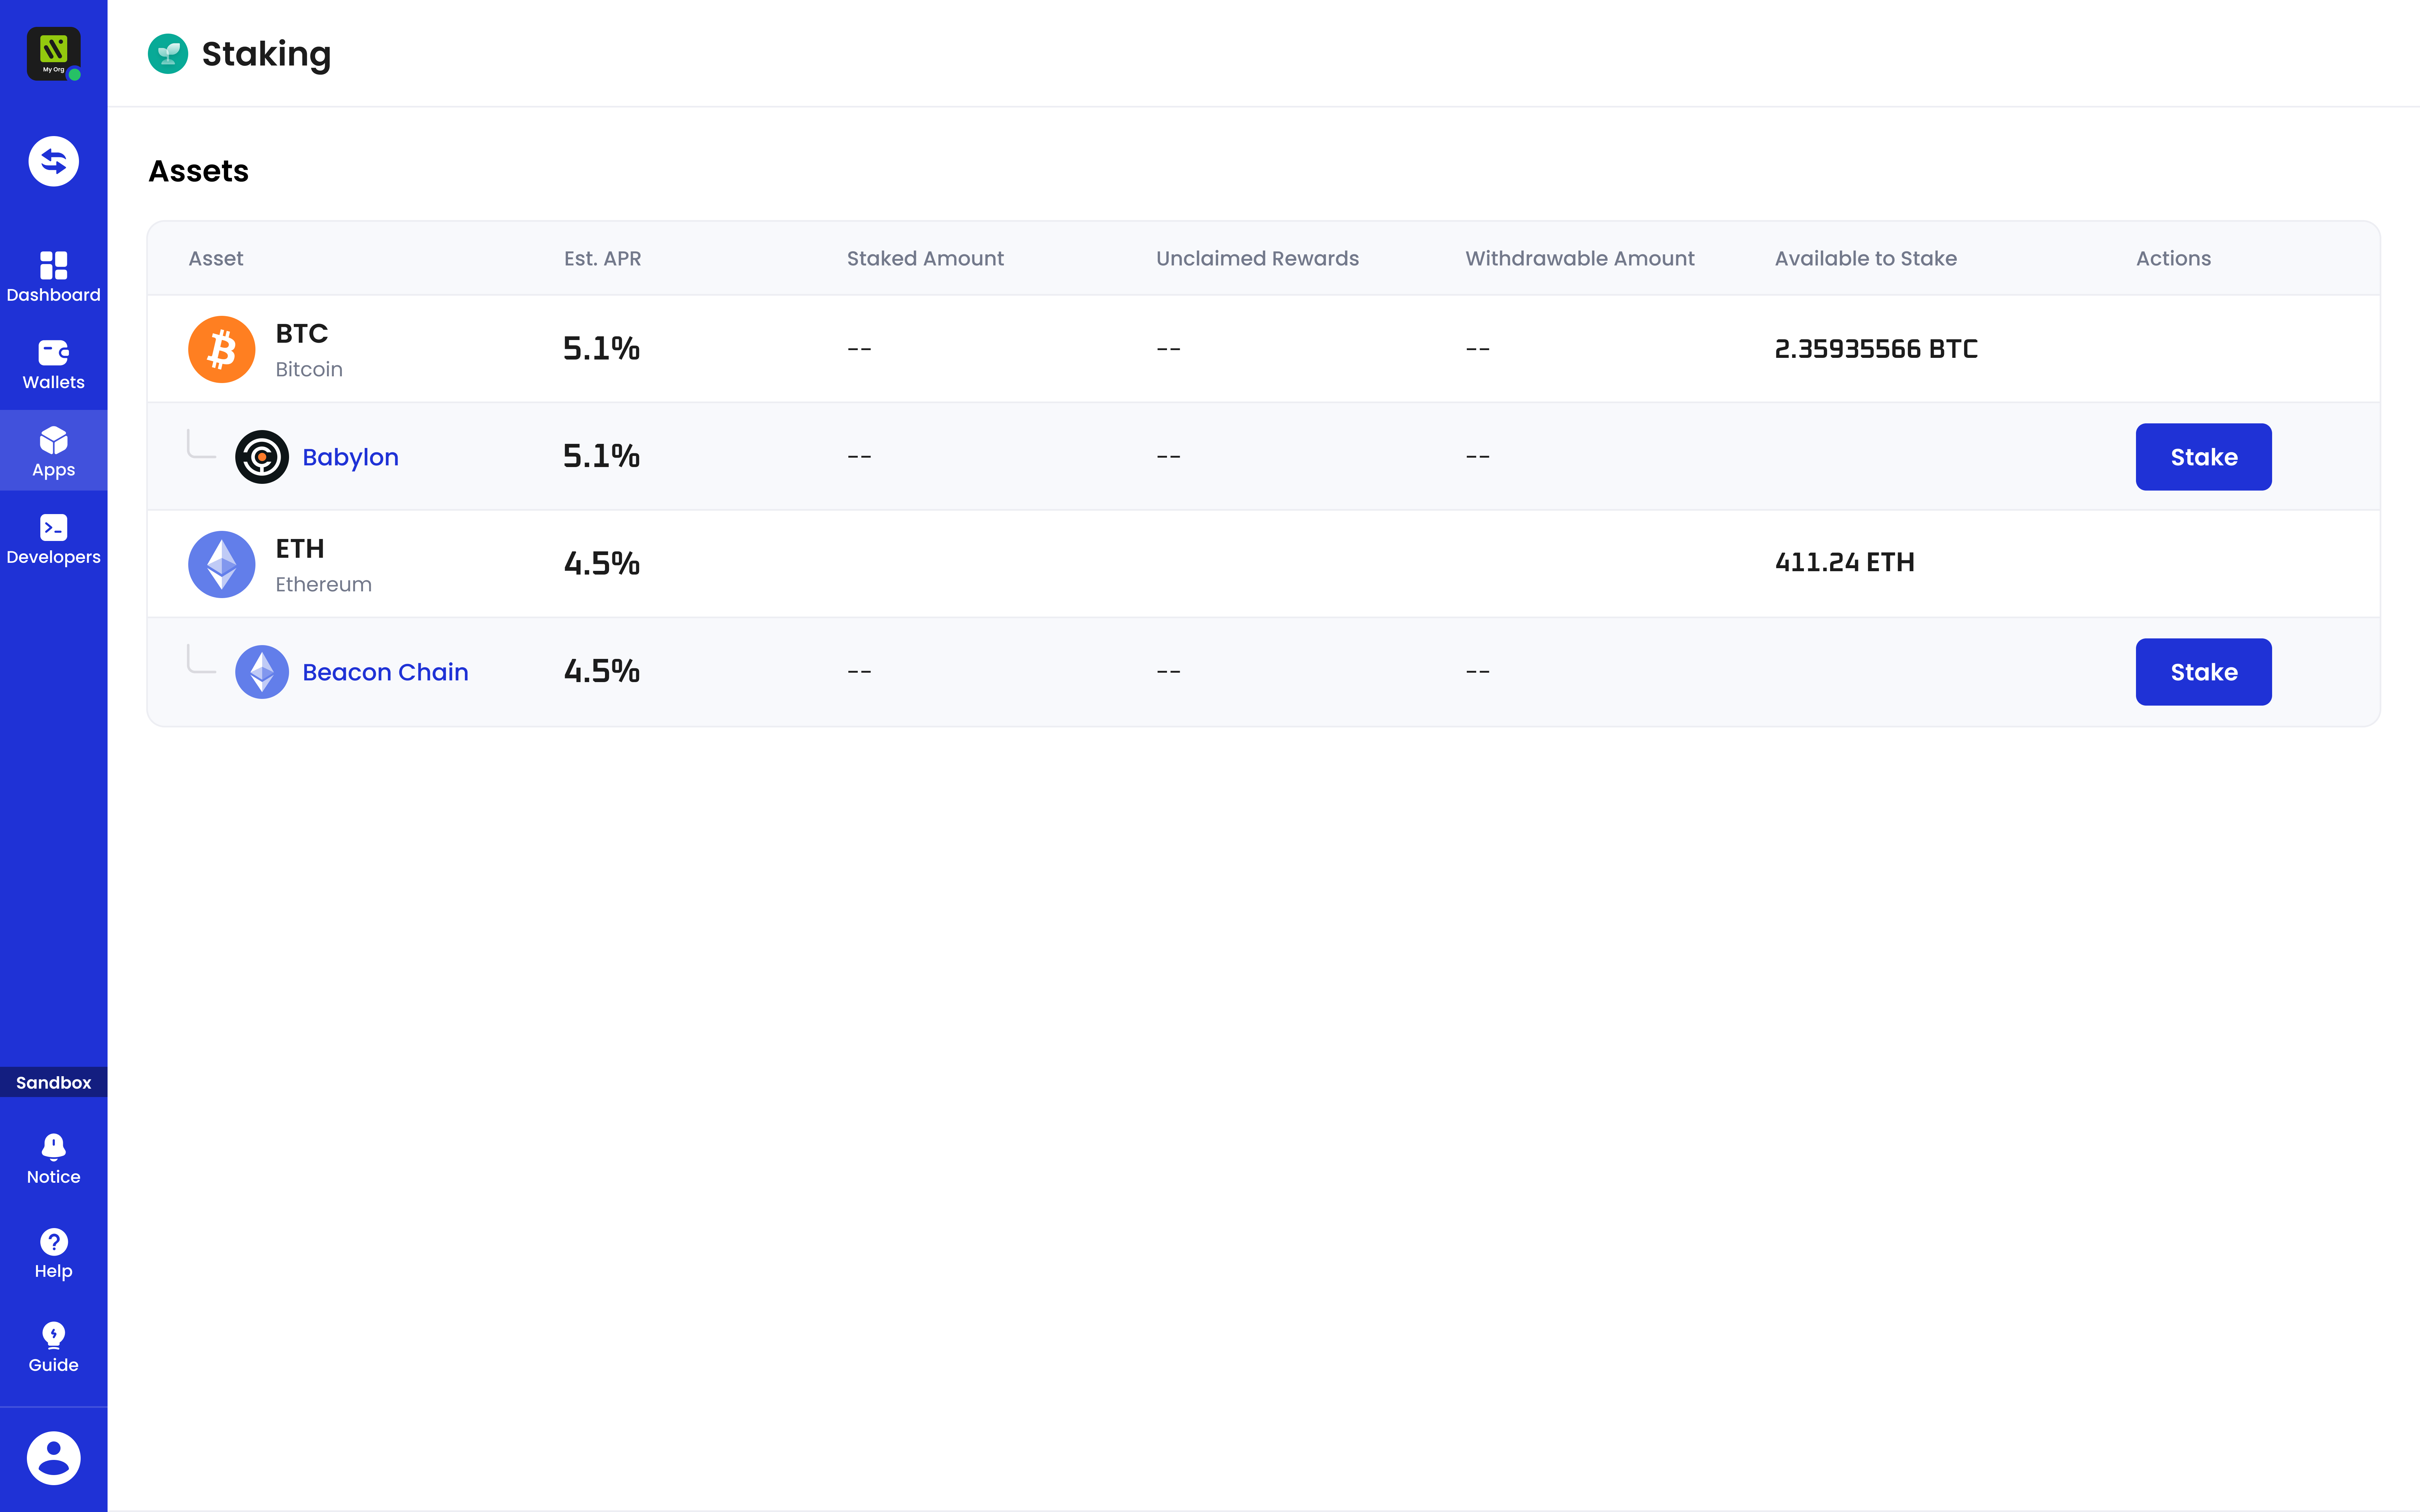 My Org
Staking
Dashboard
Wallets
Apps
Developers
Sandbox
Notice
Help
Guide
Assets
Asset Est. APR Staked Amount Unclaimed Rewards Withdrawable Amount Available to Stake Actions
BTC
Bitcoin
5.1% -- -- -- 2.35935566 BTC
Babylon 5.1% -- -- -- Stake
ETH
Ethereum
4.5% 411.24 ETH
Beacon Chain 4.5% -- -- -- Stake